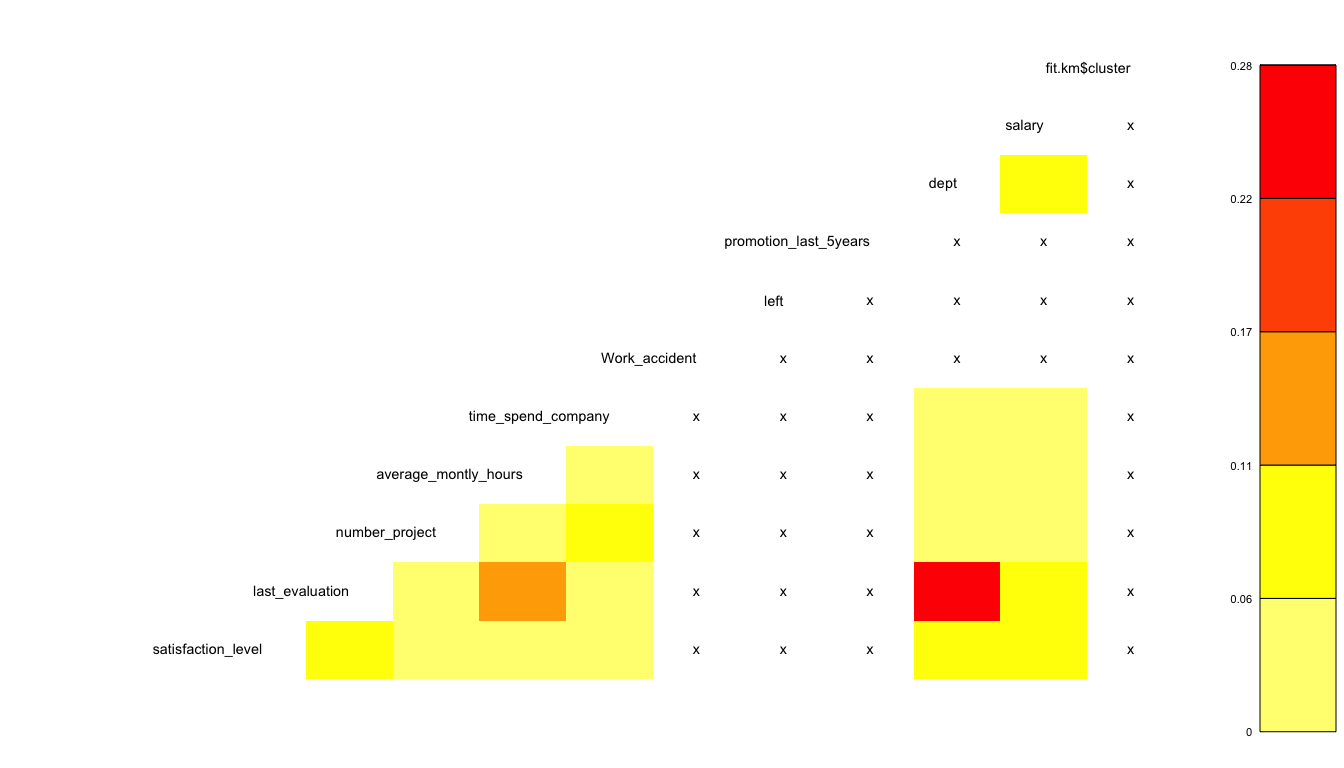 fit.km$cluster
0.28
salary x
dept x
0.22
promotion_last_5years x x x
left x x x x
0.17
Work_accident x x x x x
time_spend_company x x x x
0.11
average_montly_hours x x x x
number_project x x x x
last_evaluation x x x x
0.06
satisfaction_level x x x x
0